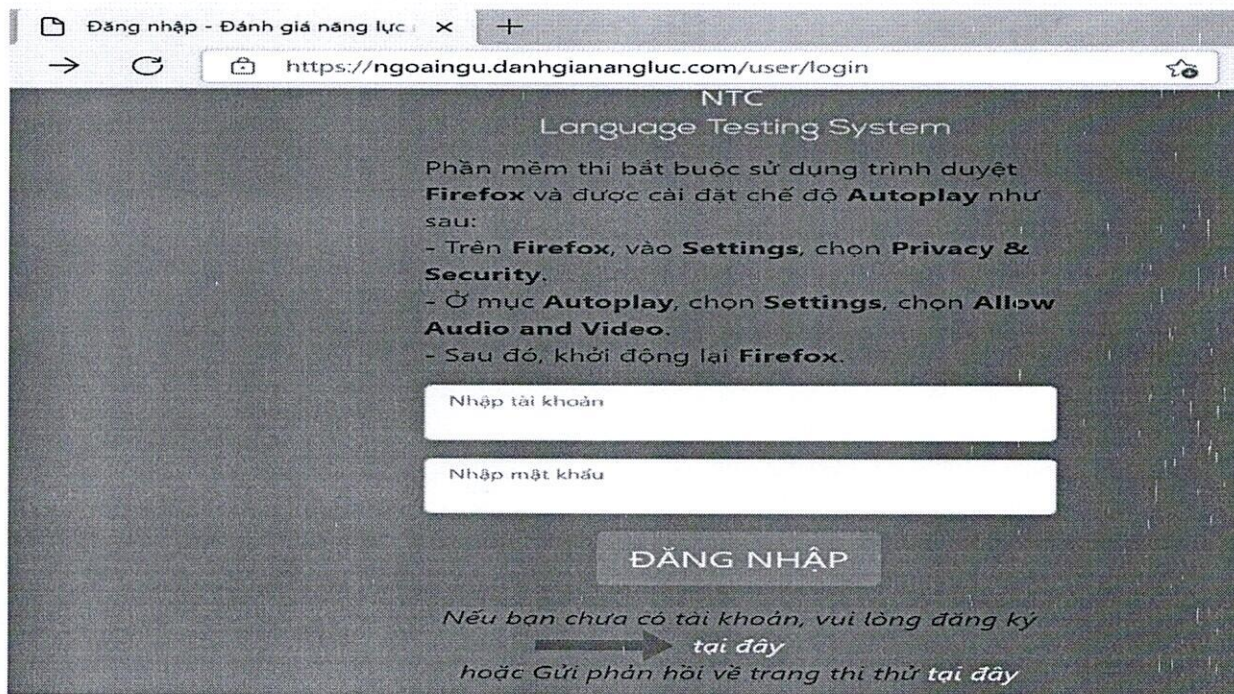 Đăng nhập - Đánh giá năng lực
https://ngoaingu.danhgianangluc.com/user/login
NTC
Language Testing System
Phần mềm thi bắt buộc sử dụng trình duyệt
Firefox và được cài đặt chế độ Autoplay như
sau:
- Trên Firefox, vào Settings, chọn Privacy &
Security.
- Ở mục Autoplay, chọn Settings, chọn Allow
Audio and Video.
- Sau đó, khởi động lại Firefox.
Nhập tài khoản
Nhập mật khẩu
ĐĂNG NHẬP
Nếu bạn chưa có tài khoản, vui lòng đăng ký
tại đây
hoặc Gửi phản hồi về trang thi thử tại đây